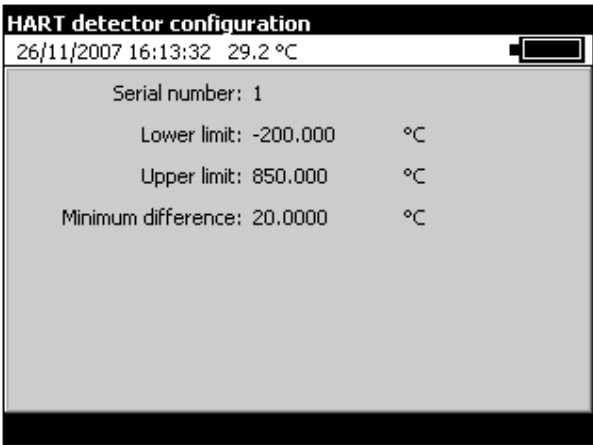 HART detector configuration
26/11/2007 16:13:32 29.2 °C
Serial number: 1
Lower limit: -200.000 °C
Upper limit: 850.000 °C
Minimum difference: 20.0000 °C